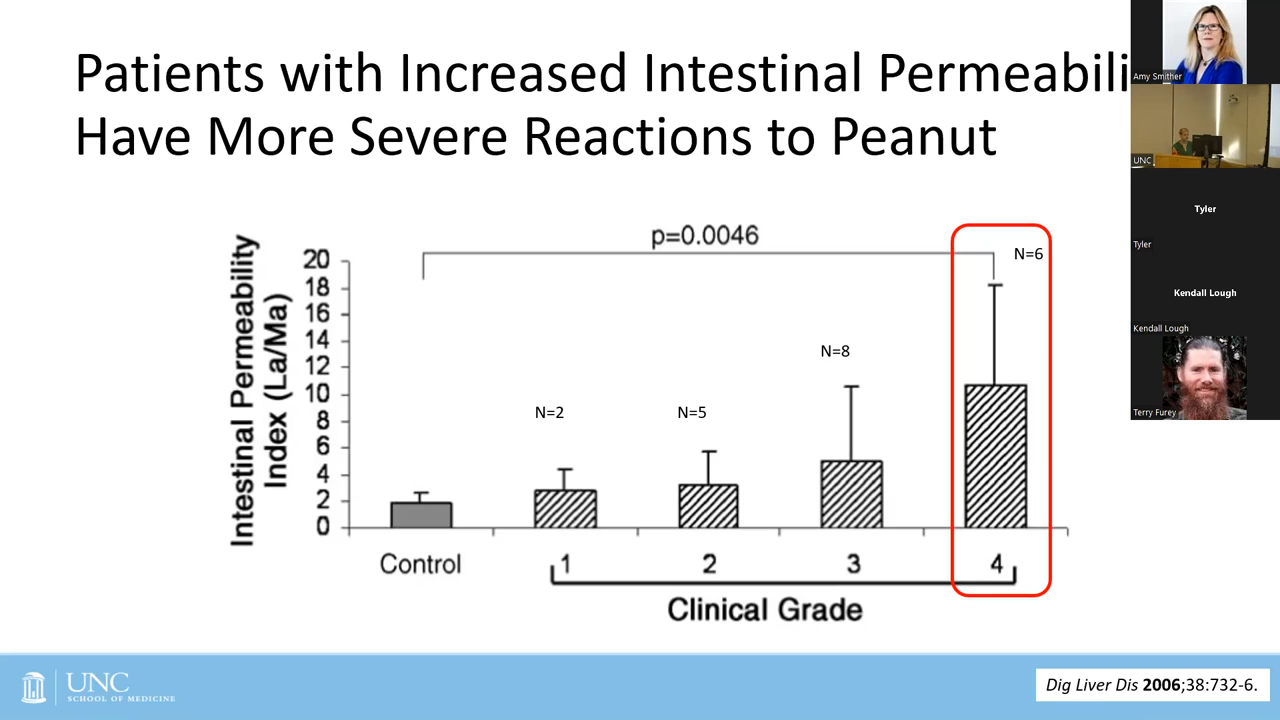 Patients with Increased Intestinal Permeabili
Have More Severe Reactions to Peanut
Amy Smither
UNC
Tyler
Tyler
Kendall Lough
Kendall Lough
Terry Furey
p=0.0046
N=6
N=8
N=2
N=5
Intestinal Permeability
Index (La/Ma)
20
18
16
14
12
10
8
6
4
2
0
Control
1
2
3
4
Clinical Grade
UNC
SCHOOL OF MEDICINE
Dig Liver Dis 2006;38:732-6.